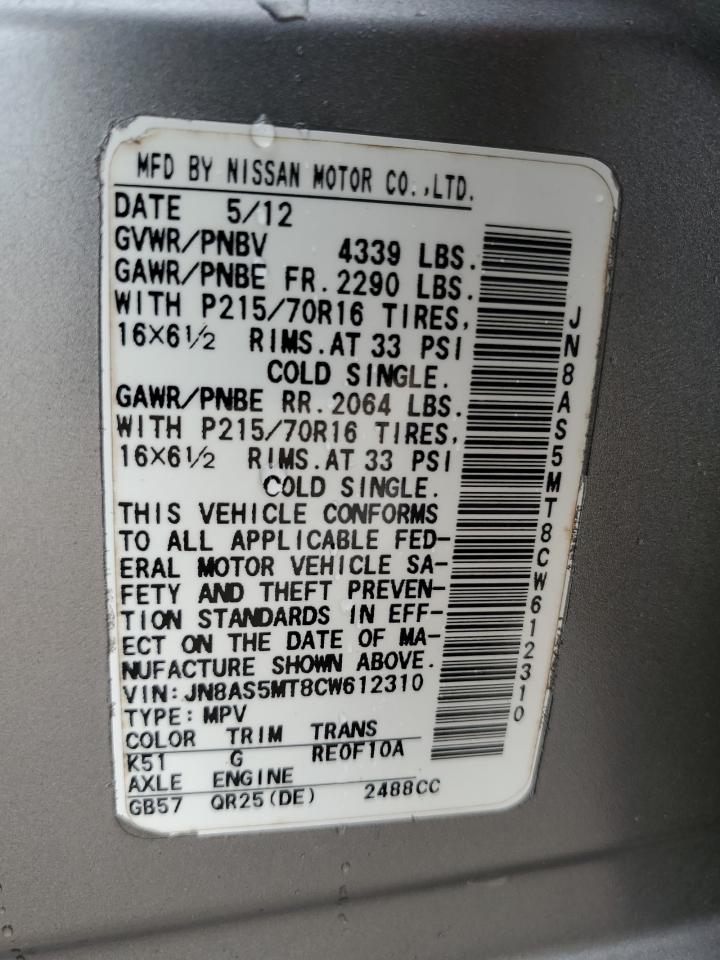 MFD BY NISSAN MOTOR CO.,LTD.
DATE 5/12
GVWR/PNBV 4339 LBS.
GAWR/PNBE FR.2290 LBS.
WITH P215/70R16 TIRES,
16X6½ RIMS.AT 33 PSI
COLD SINGLE.
GAWR/PNBE RR.2064 LBS.
WITH P215/70R16 TIRES,
16X6½ RIMS.AT 33 PSI
COLD SINGLE.
THIS VEHICLE CONFORMS
TO ALL APPLICABLE FED-
ERAL MOTOR VEHICLE SA-
FETY AND THEFT PREVEN-
TION STANDARDS IN EFF-
ECT ON THE DATE OF MA-
NUFACTURE SHOWN ABOVE.
VIN:JN8AS5MT8CW612310
TYPE:MPV
COLOR TRIM TRANS
K51 G RE0F10A
AXLE ENGINE
GB57 QR25(DE) 2488CC
JN8AS5MT8CW612310